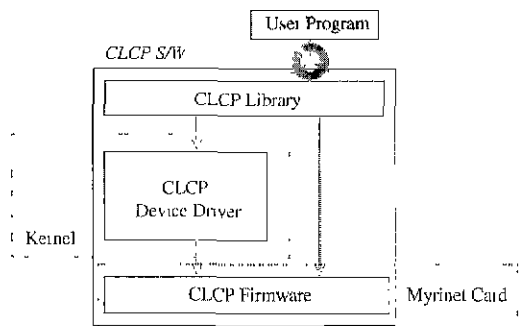 User Program
CLCP S/W
CLCP Library
CLCP
Device Driver
Kernel
CLCP Firmware
Myrinet Card